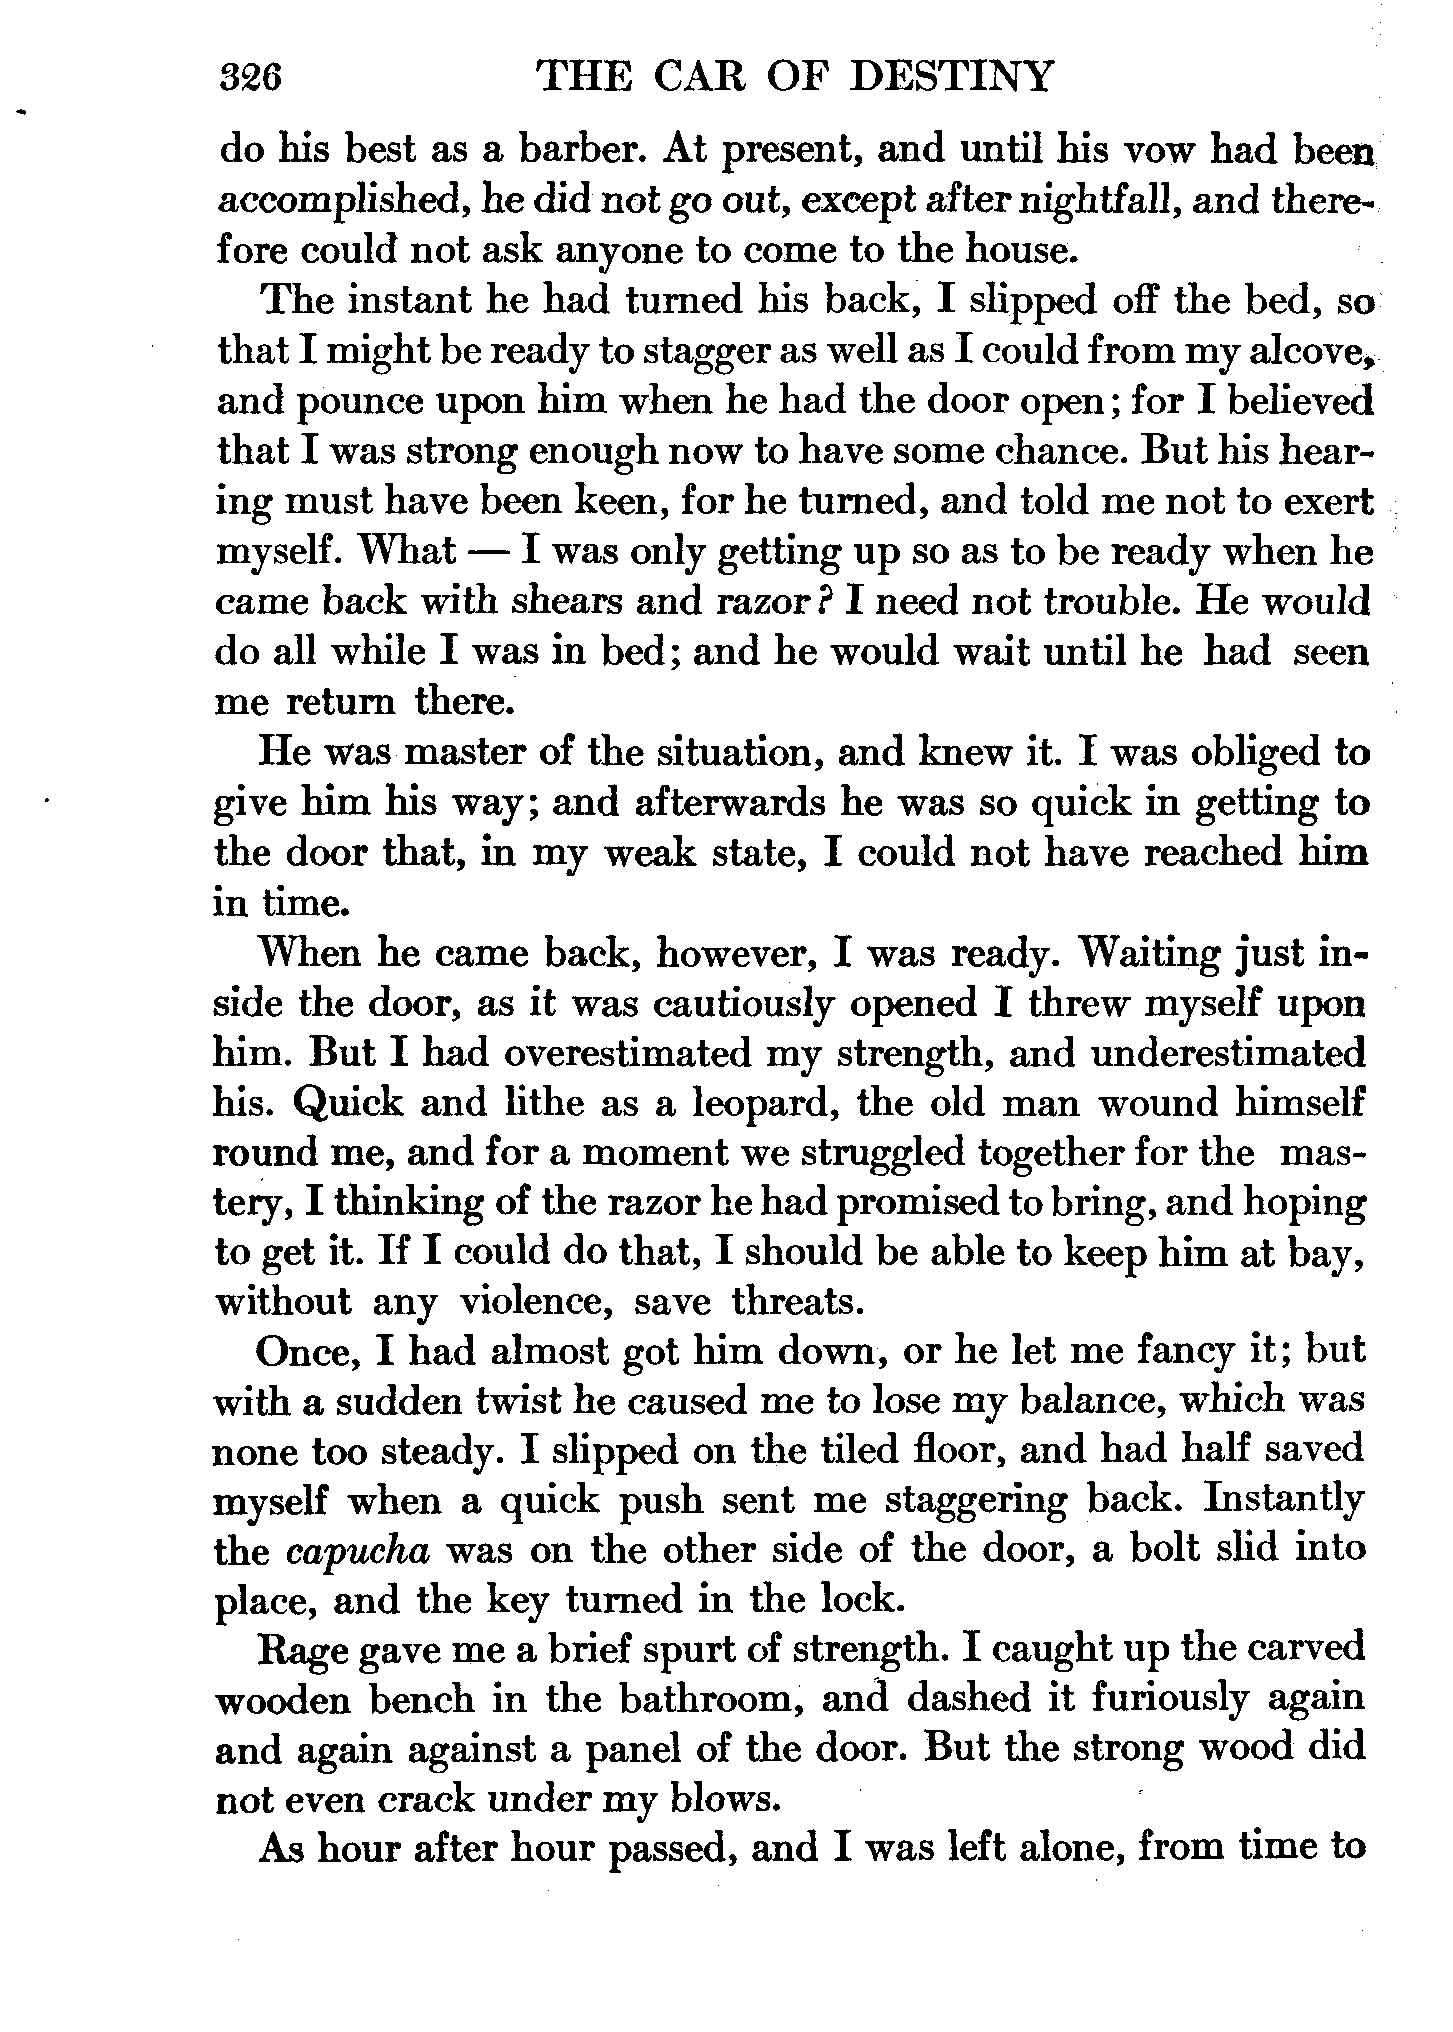 326 THE CAR OF DESTINY
do his best as a barber. At present, and until his vow had been
accomplished, he did not go out, except after nightfall, and there-
fore could not ask anyone to come to the house.
The instant he had turned his back, I slipped off the bed, so
that I might be ready to stagger as well as I could from my alcove,
and pounce upon him when he had the door open; for I believed
that I was strong enough now to have some chance. But his hear-
ing must have been keen, for he turned, and told me not to exert
myself. What — I was only getting up so as to be ready when he
came back with shears and razor? I need not trouble. He would
do all while I was in bed; and he would wait until he had seen
me return there.
He was master of the situation, and knew it. I was obliged to
give him his way; and afterwards he was so quick in getting to
the door that, in my weak state, I could not have reached him
in time.
When he came back, however, I was ready. Waiting just in-
side the door, as it was cautiously opened I threw myself upon
him. But I had overestimated my strength, and underestimated
his. Quick and lithe as a leopard, the old man wound himself
round me, and for a moment we struggled together for the mas-
tery, I thinking of the razor he had promised to bring, and hoping
to get it. If I could do that, I should be able to keep him at bay,
without any violence, save threats.
Once, I had almost got him down, or he let me fancy it; but
with a sudden twist he caused me to lose my balance, which was
none too steady. I slipped on the tiled floor, and had half saved
myself when a quick push sent me staggering back. Instantly
the capucha was on the other side of the door, a bolt slid into
place, and the key turned in the lock.
Rage gave me a brief spurt of strength. I caught up the carved
wooden bench in the bathroom, and dashed it furiously again
and again against a panel of the door. But the strong wood did
not even crack under my blows.
As hour after hour passed, and I was left alone, from time to